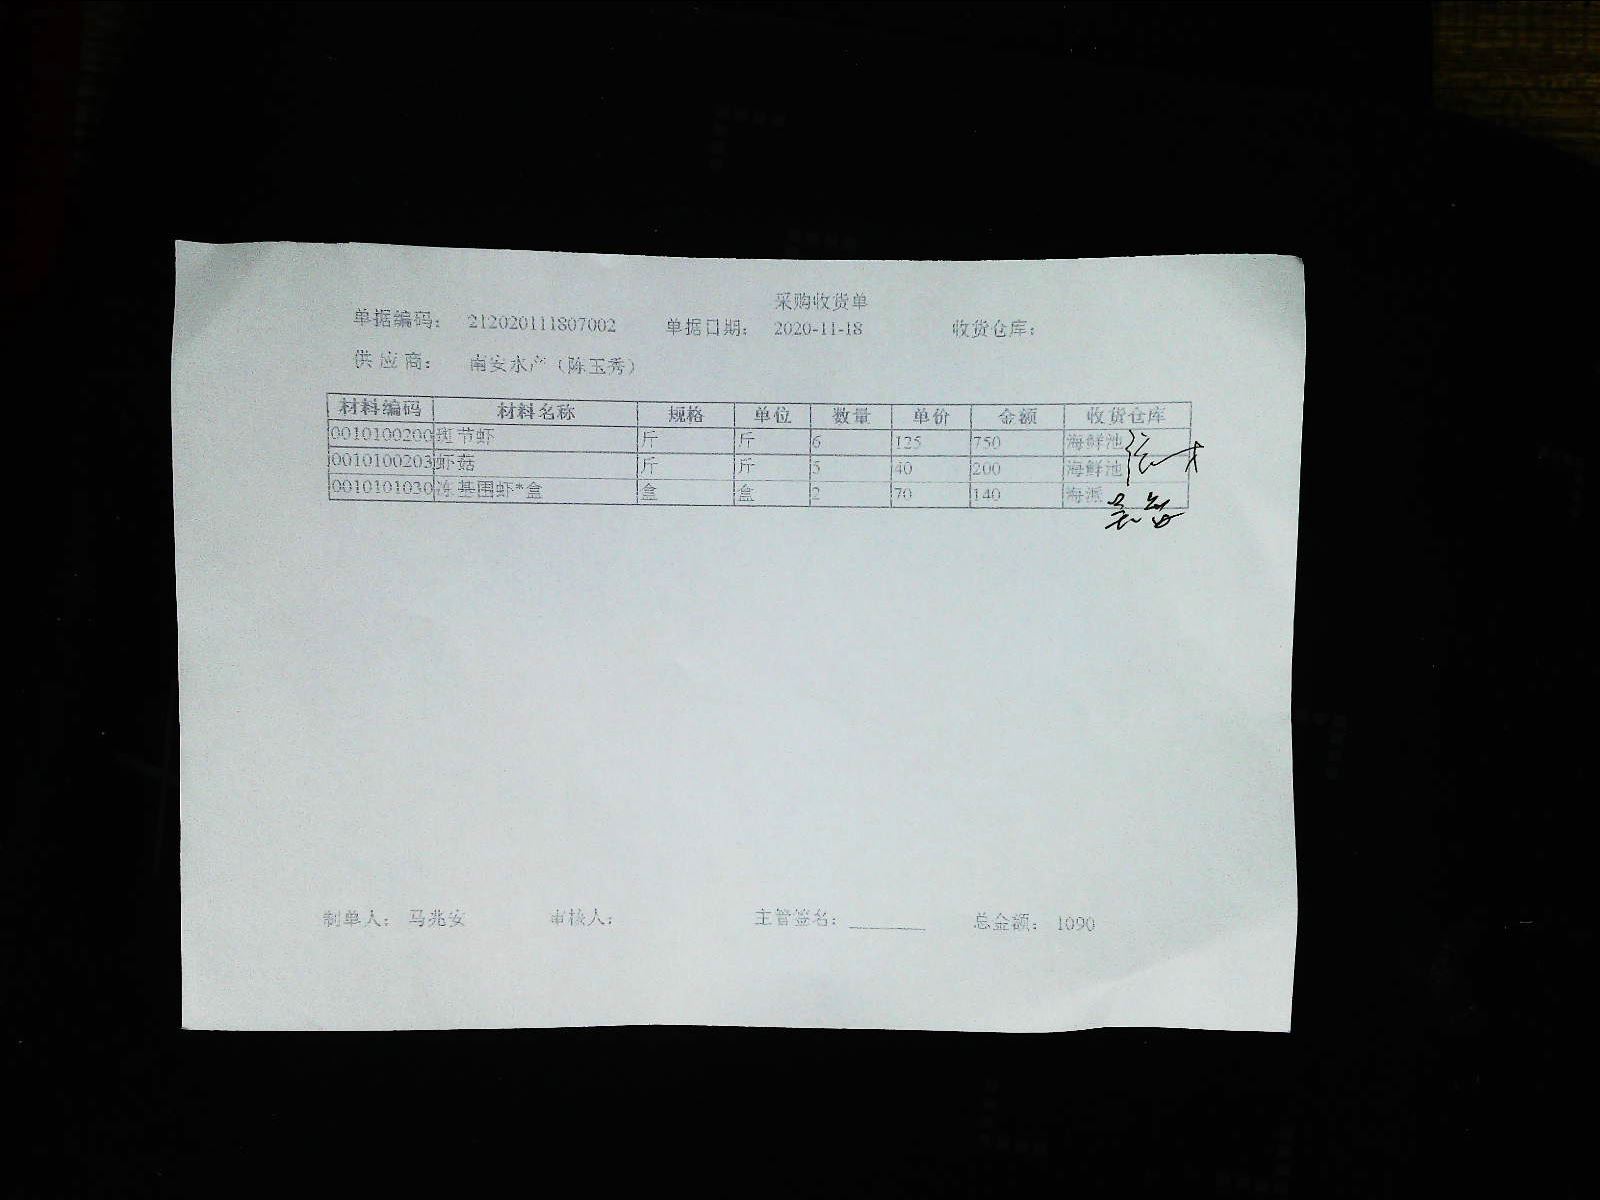 采购收货单
单据编码： 212020111807002 单据日期： 2020-11-18 收货仓库：
供应商： 南安水产（陈玉秀）
材料编码 材料名称 规格 单位 数量 单价 金额 收货仓库
0010100200 斑节虾 斤 斤 6 125 750 海鲜池
0010100203 虾菇 斤 斤 5 40 200 海鲜池
0010101030 冻基围虾*盒 盒 盒 2 70 140 海派
制单人： 马兆安 审核人： 主管签名： 总金额： 1090